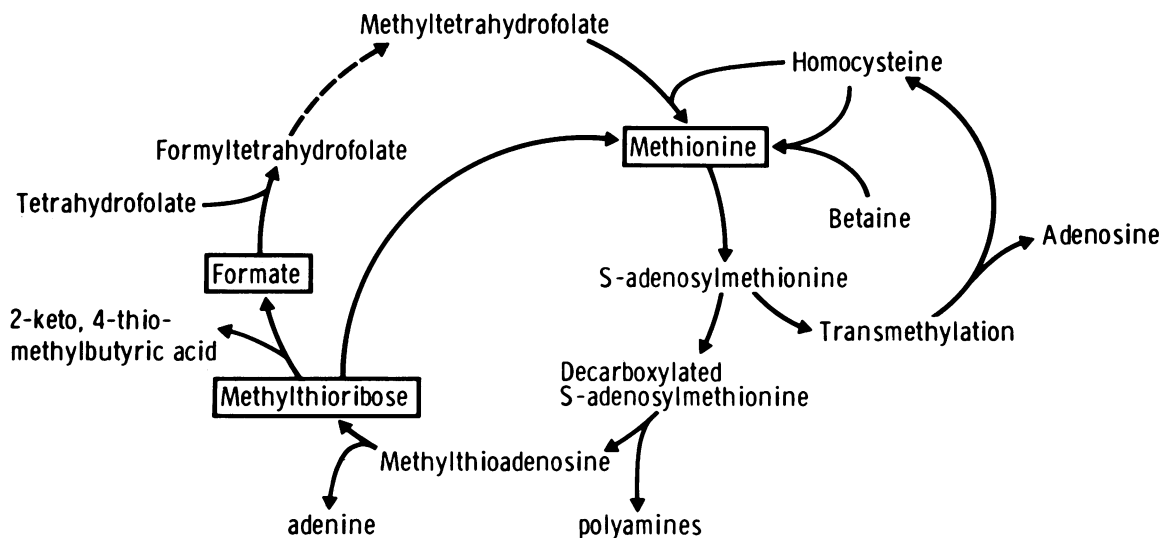 Methyltetrahydrofolate
Homocysteine
Formyltetrahydrofolate
Methionine
Tetrahydrofolate
Betaine
Adenosine
Formate
S-adenosylmethionine
2-keto, 4-thio-
methylbutyric acid
Transmethylation
Decarboxylated
S-adenosylmethionine
Methylthioribose
Methylthioadenosine
adenine
polyamines